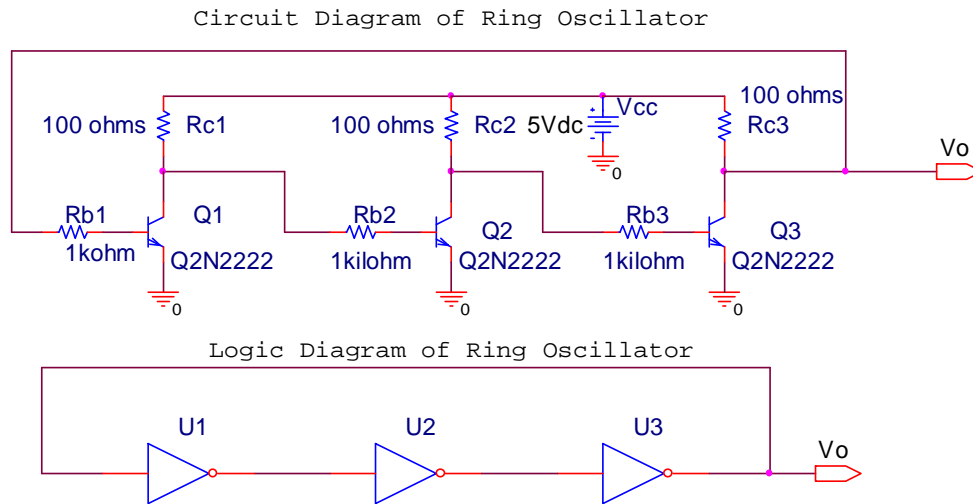 Circuit Diagram of Ring Oscillator
100 ohms Rc1
100 ohms Rc2
5Vdc
+
Vcc
-
0
100 ohms
Rc3
Vo
Rb1
1kohm
Q1
Q2N2222
0
Rb2
1kilohm
Q2
Q2N2222
0
Rb3
1kilohm
Q3
Q2N2222
0
Logic Diagram of Ring Oscillator
U1
U2
U3
Vo